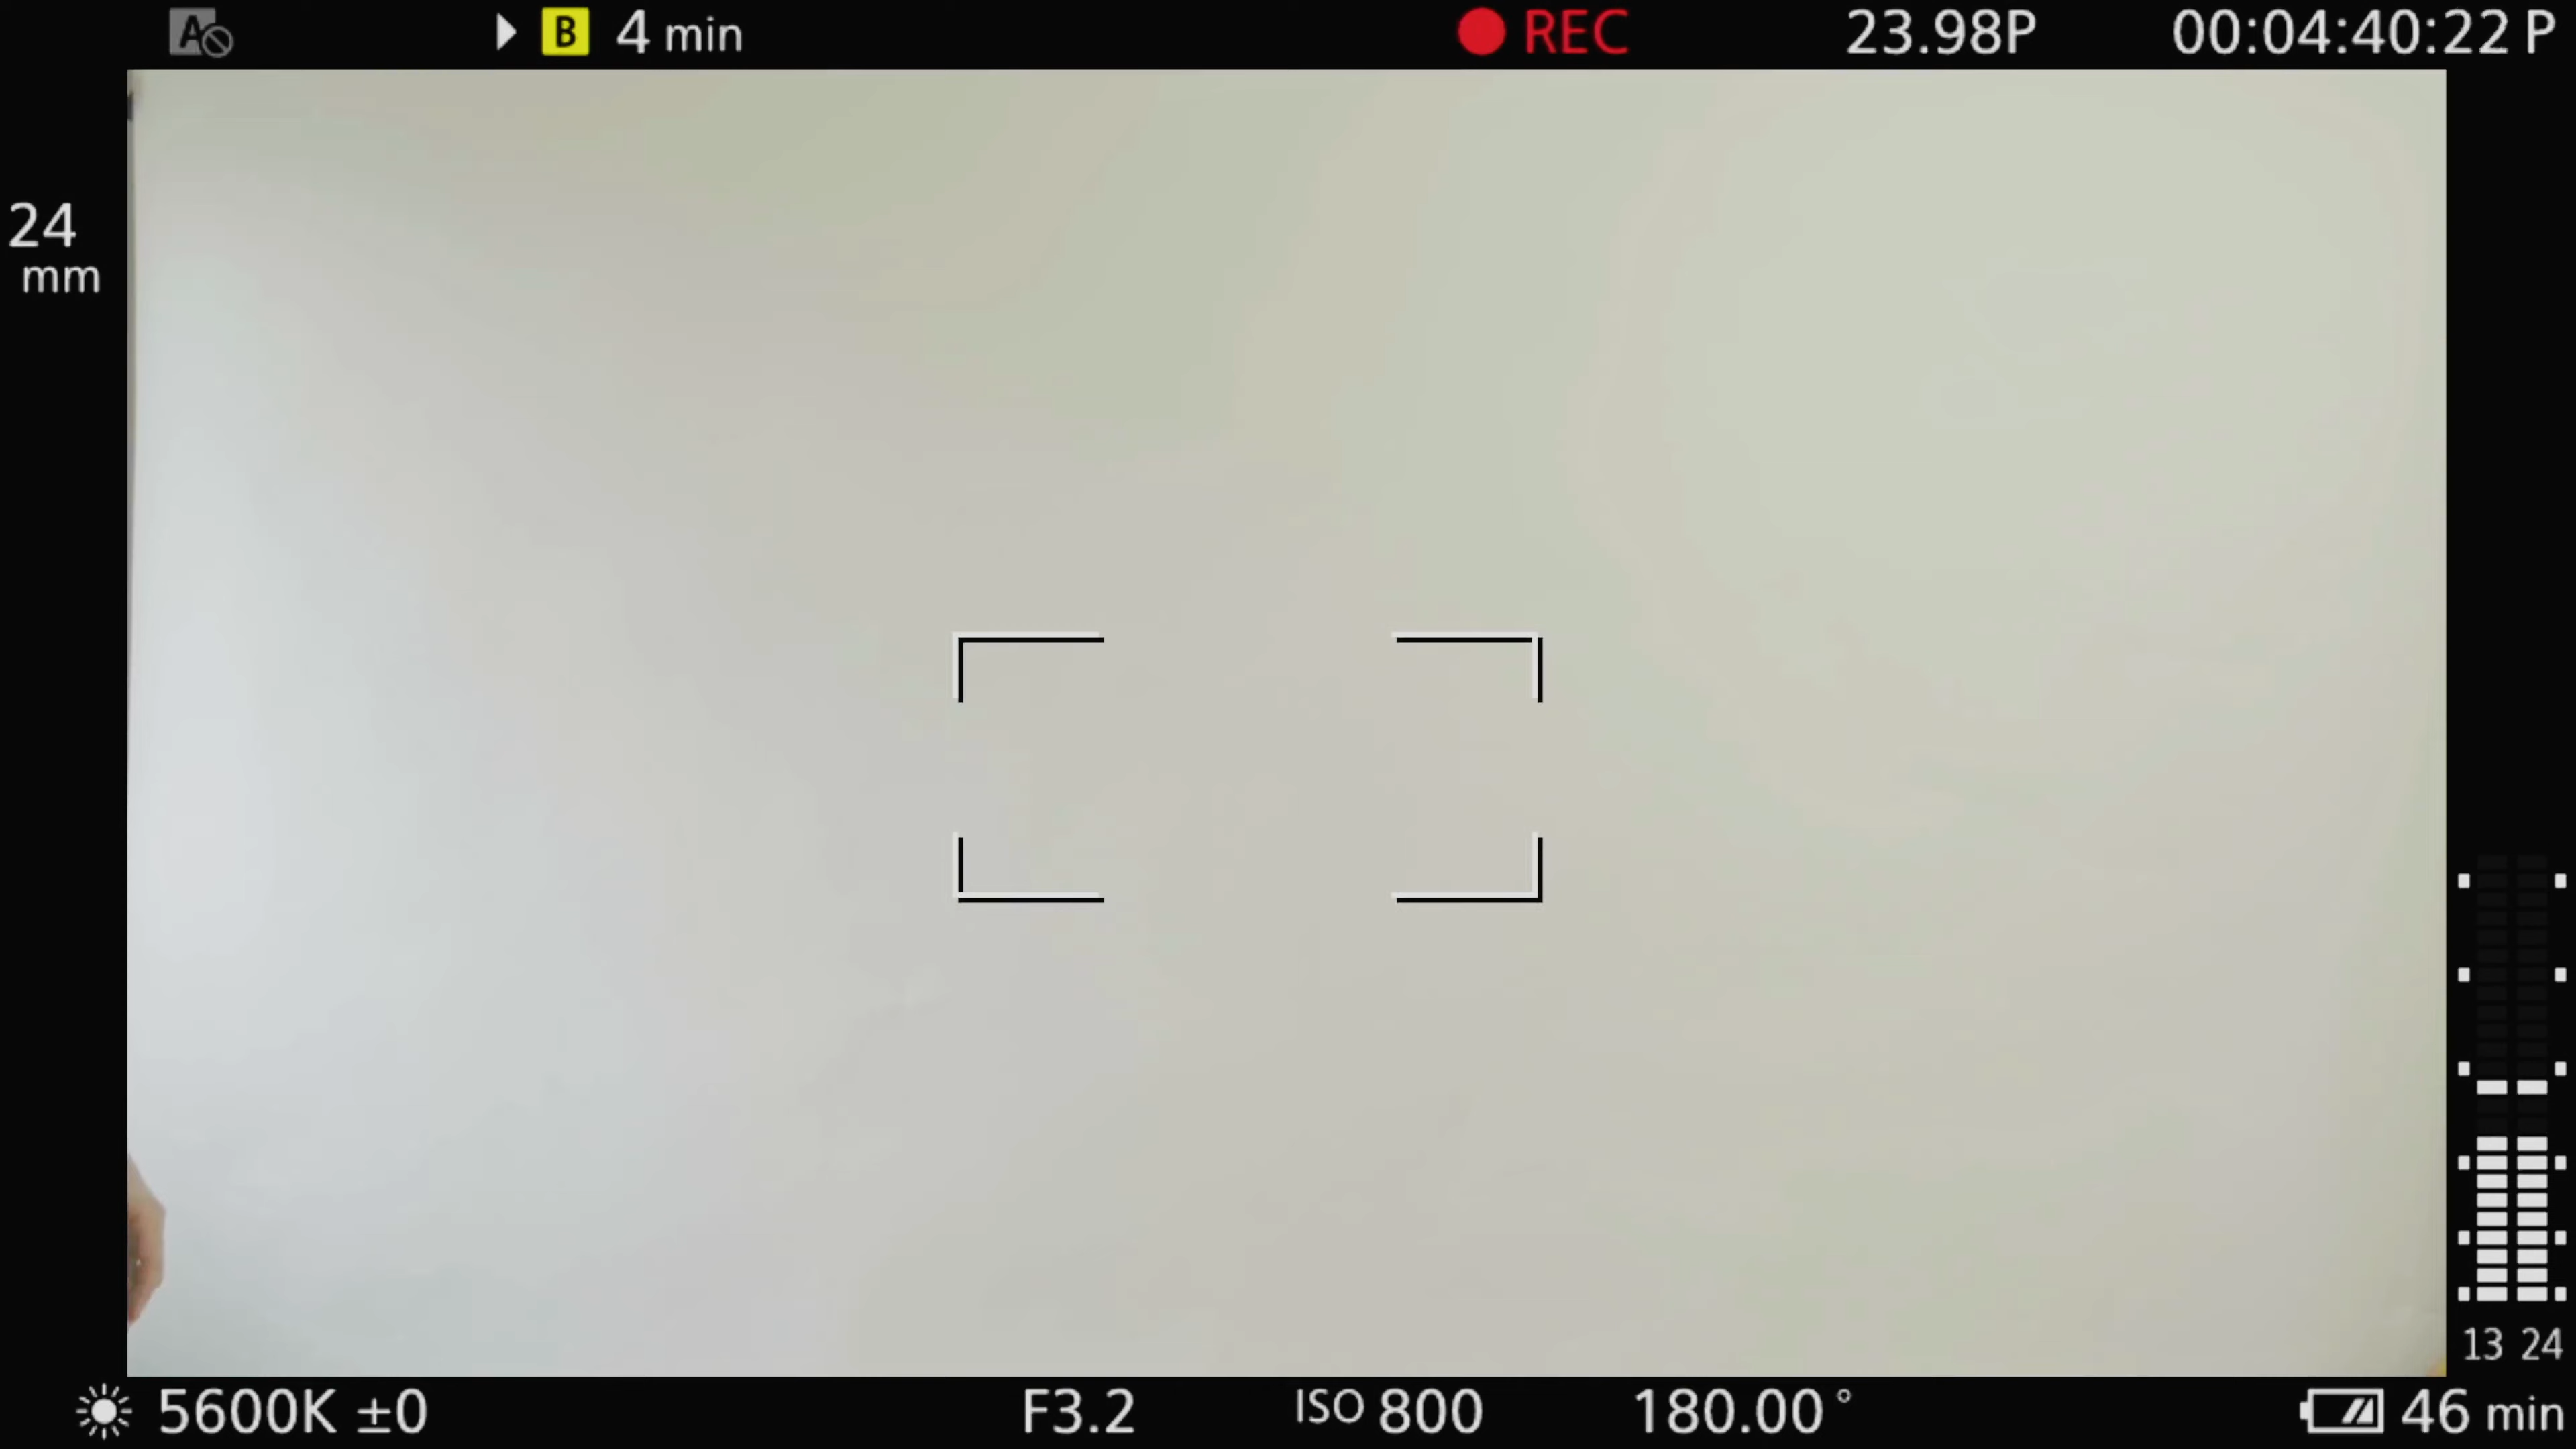 A B 4 min REC 23.98P 00:04:40:22 P
24
mm
13 24
5600K ±0 F3.2 ISO 800 180.00° 46 min